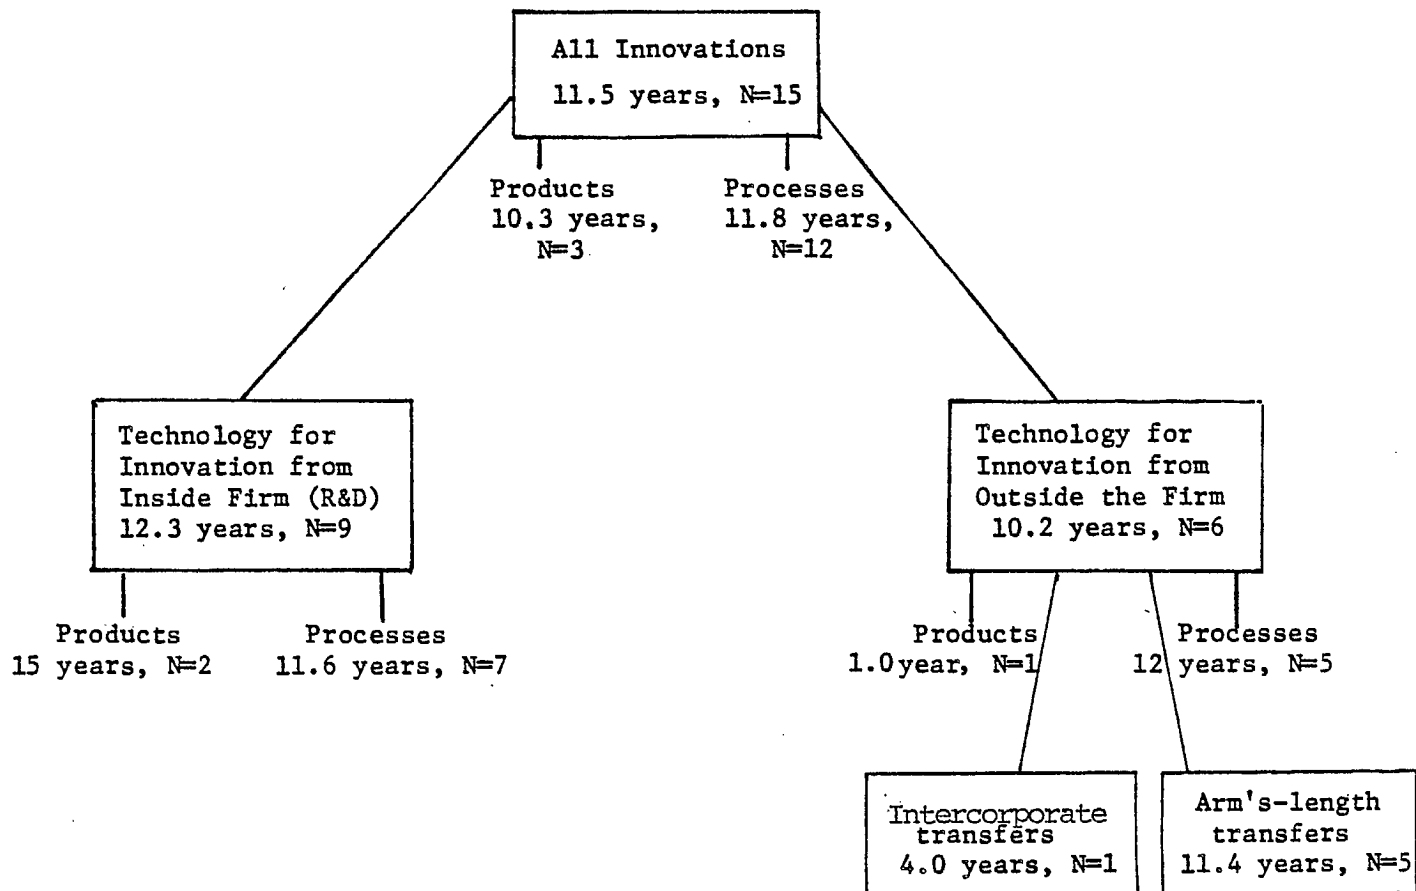 All Innovations
11.5 years, N=15
Products
10.3 years,
N=3
Processes
11.8 years,
N=12
Technology for
Innovation from
Inside Firm (R&D)
12.3 years, N=9
Technology for
Innovation from
Outside the Firm
10.2 years, N=6
Products
15 years, N=2
Processes
11.6 years, N=7
Products
1.0 year, N=1
Processes
12 years, N=5
Intercorporate
transfers
4.0 years, N=1
Arm's-length
transfers
11.4 years, N=5